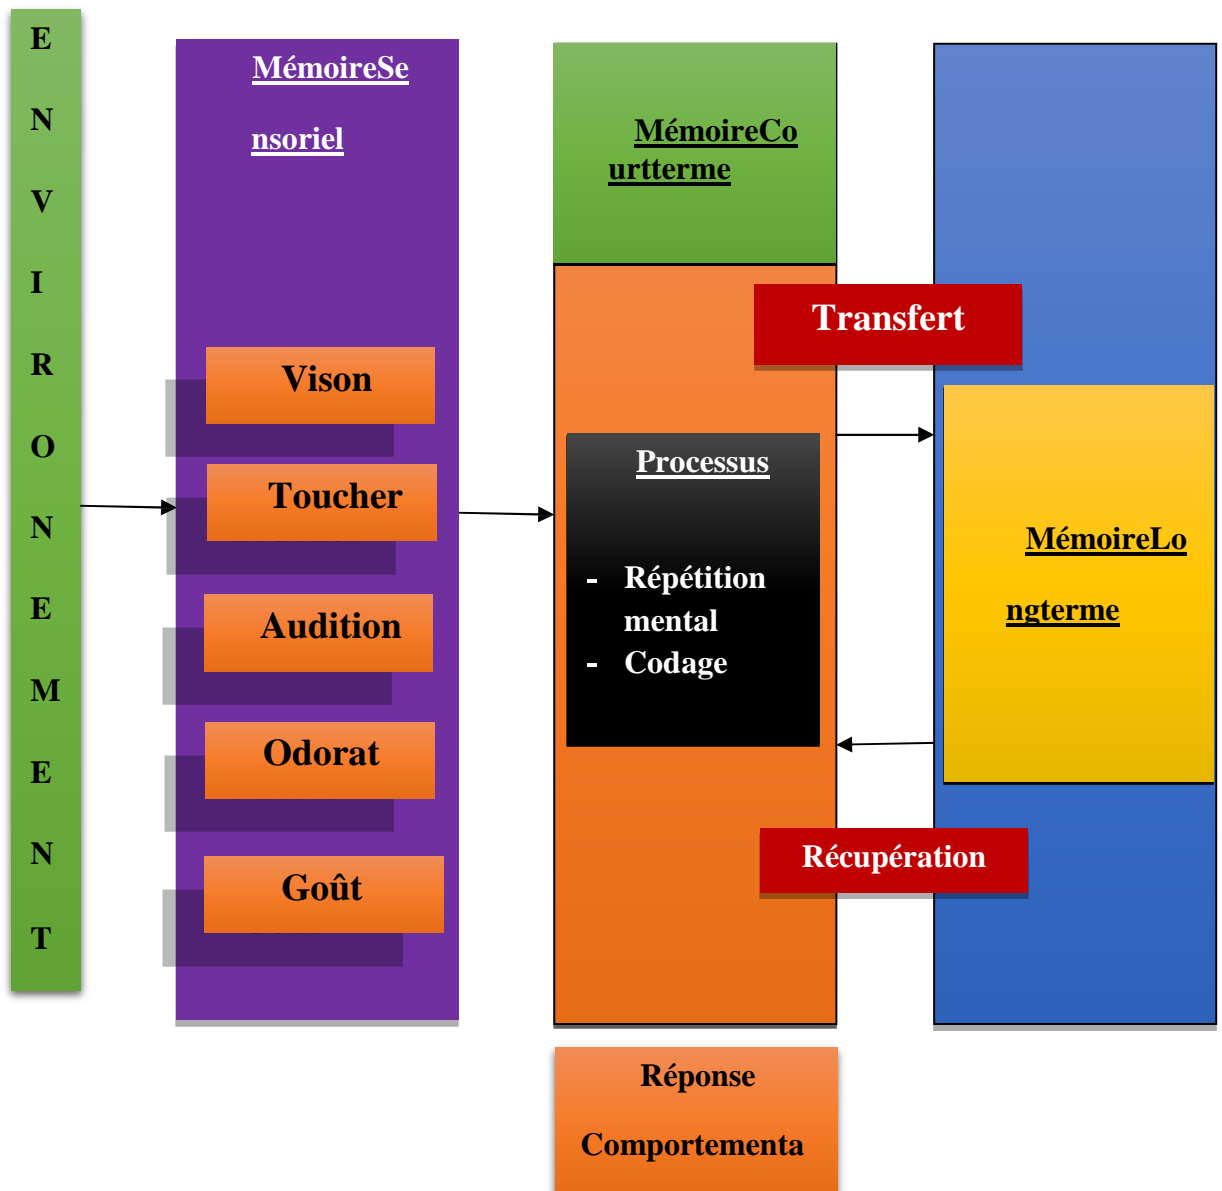 E
N
V
I
R
O
N
E
M
E
N
T
MémoireSe
nsoriel
Vison
Toucher
Audition
Odorat
Goût
MémoireCo
urtterme
Processus
- Répétition
mental
- Codage
Transfert
MémoireLo
ngterme
Récupération
Réponse
Comportementa